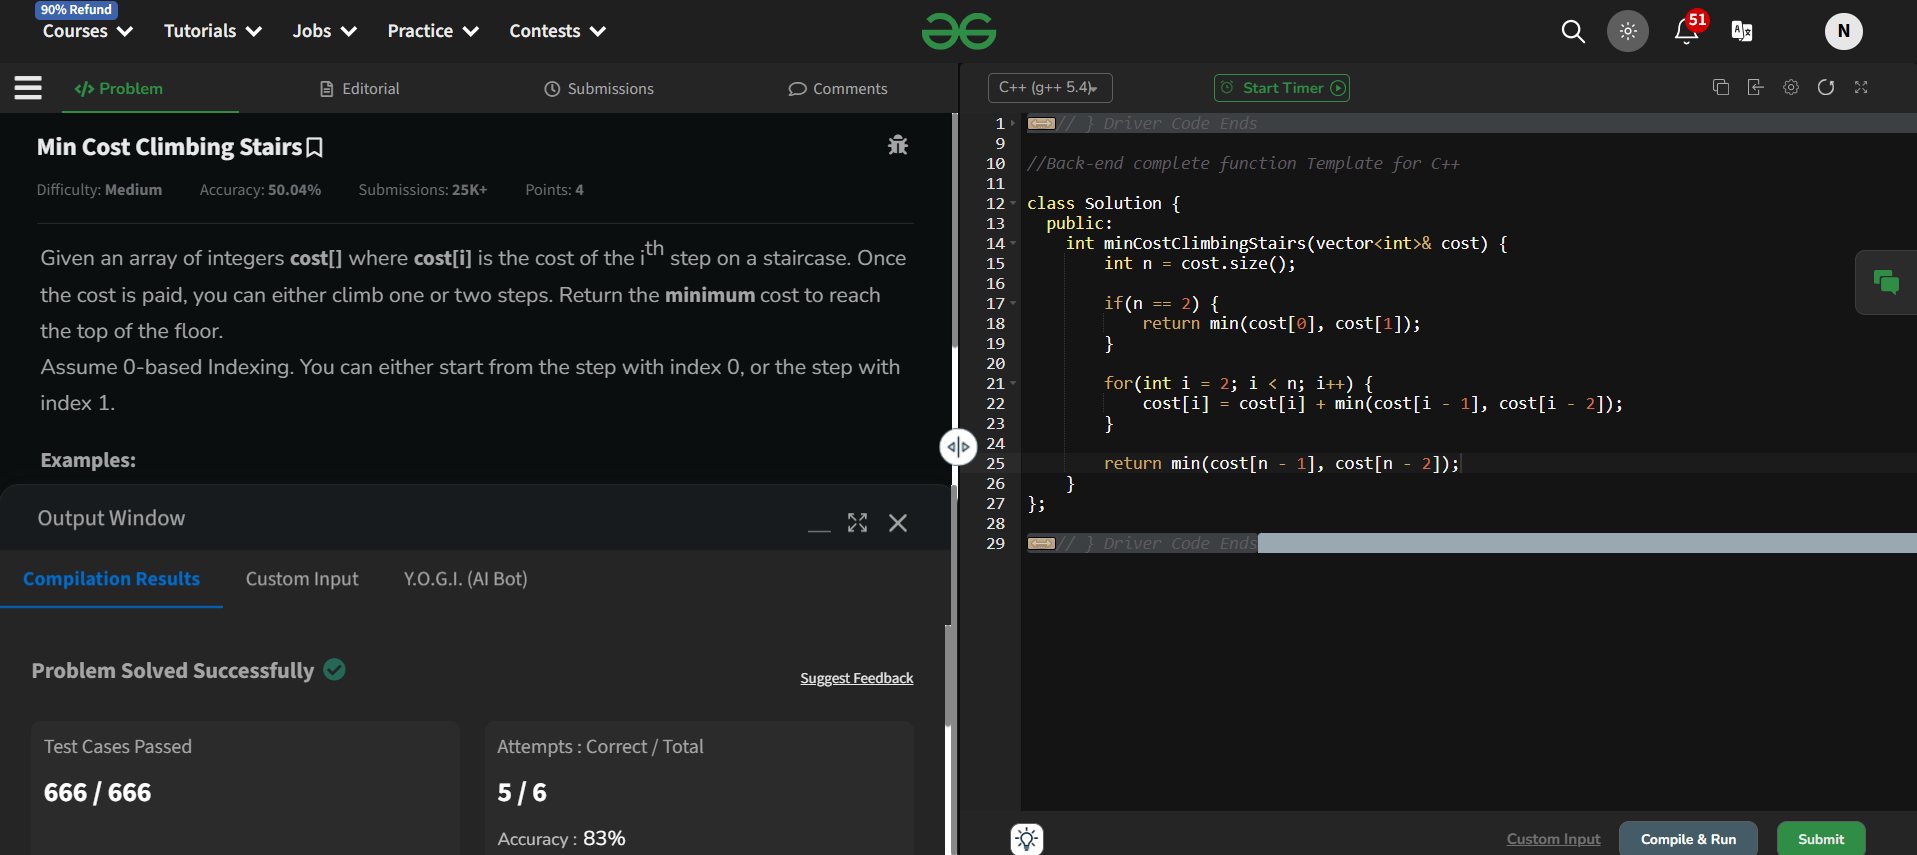 90% Refund
Courses Tutorials Jobs Practice Contests
51
N
Problem Editorial Submissions Comments
Min Cost Climbing Stairs
Difficulty: Medium Accuracy: 50.04% Submissions: 25K+ Points: 4
Given an array of integers cost[] where cost[i] is the cost of the ith step on a staircase. Once
the cost is paid, you can either climb one or two steps. Return the minimum cost to reach
the top of the floor.
Assume 0-based Indexing. You can either start from the step with index 0, or the step with
index 1.
Examples:
Output Window
Compilation Results Custom Input Y.O.G.I. (AI Bot)
Problem Solved Successfully
Suggest Feedback
Test Cases Passed
666 / 666
Attempts : Correct / Total
5 / 6
Accuracy : 83%
C++ (g++ 5.4) Start Timer
1 // } Driver Code Ends
9
10 //Back-end complete function Template for C++
11
12 class Solution {
13 public:
14 int minCostClimbingStairs(vector<int>& cost) {
15 int n = cost.size();
16
17 if(n == 2) {
18 return min(cost[0], cost[1]);
19 }
20
21 for(int i = 2; i < n; i++) {
22 cost[i] = cost[i] + min(cost[i - 1], cost[i - 2]);
23 }
24
25 return min(cost[n - 1], cost[n - 2]);
26 }
27 };
28
29 // } Driver Code Ends
Custom Input Compile & Run Submit